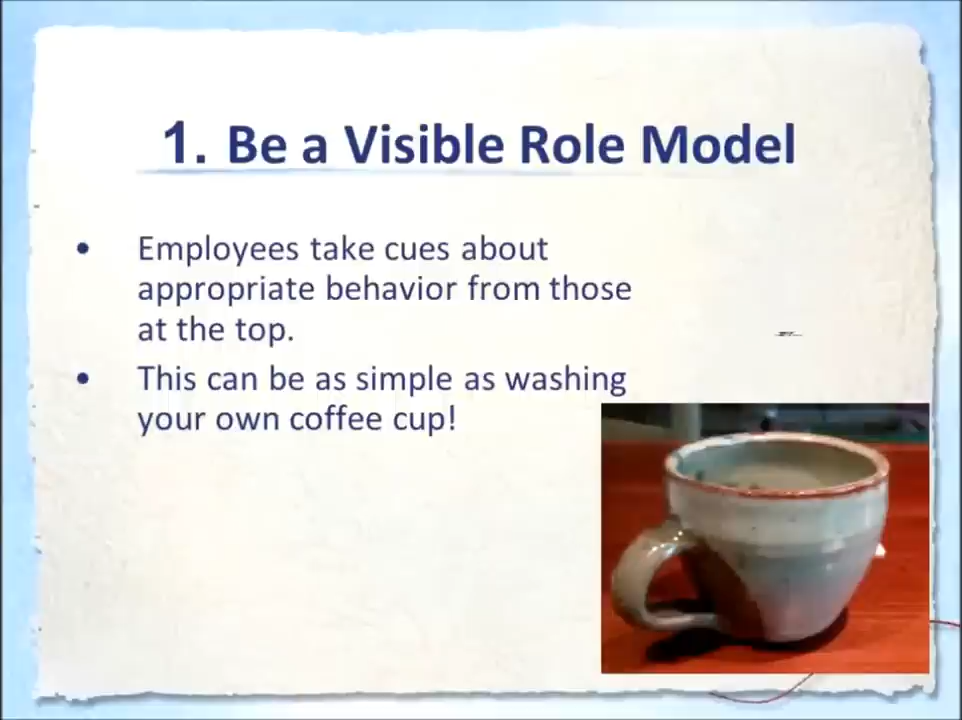 1. Be a Visible Role Model
• Employees take cues about
appropriate behavior from those
at the top.
• This can be as simple as washing
your own coffee cup!